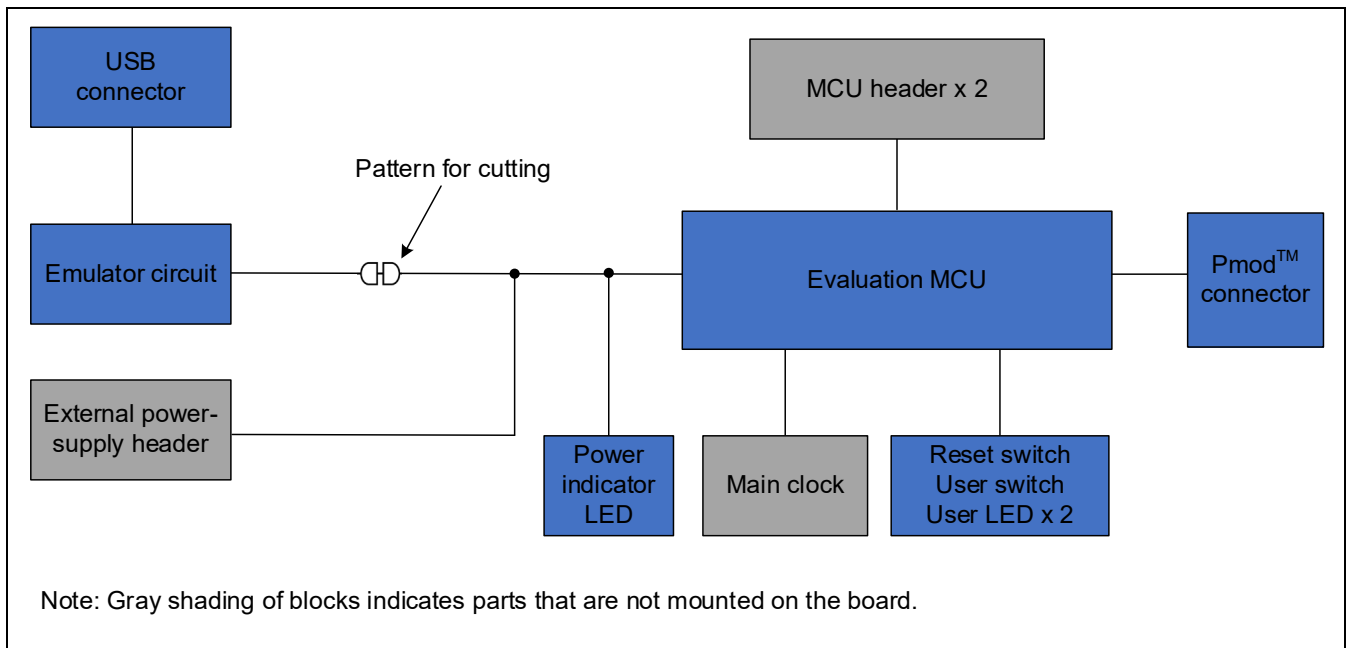 USB
connector
MCU header x 2
Pattern for cutting
Emulator circuit
Evaluation MCU
Pmod™
connector
External power-
supply header
Power
indicator
LED
Main clock
Reset switch
User switch
User LED x 2
Note: Gray shading of blocks indicates parts that are not mounted on the board.